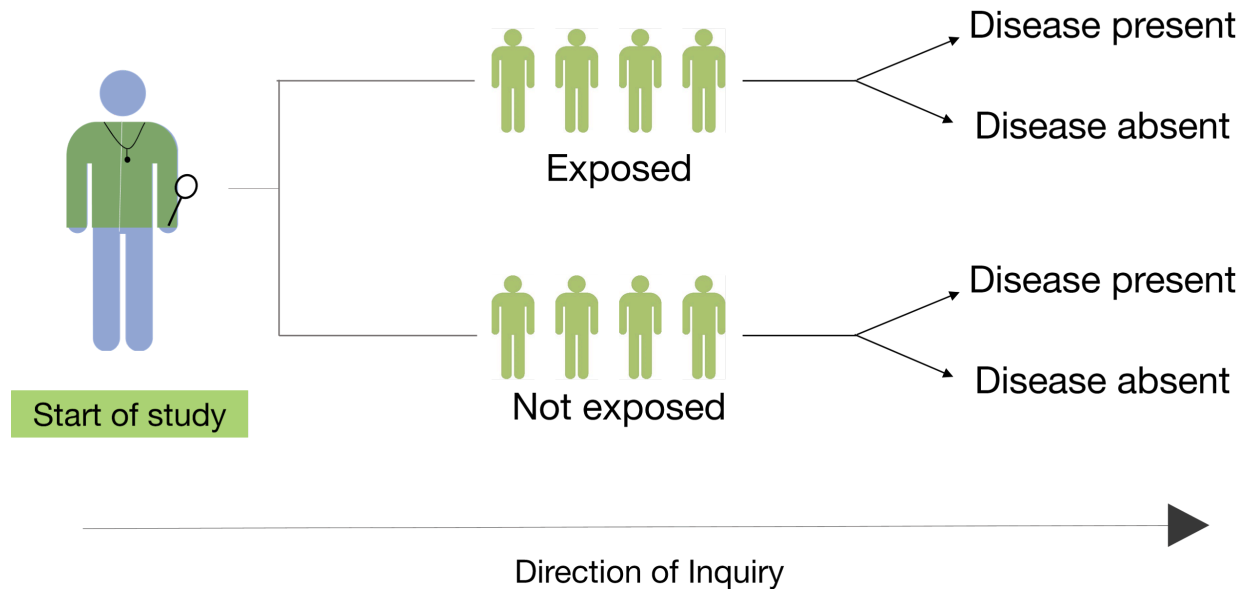 Disease present
Disease absent
Exposed
Disease present
Disease absent
Not exposed
Start of study
Direction of Inquiry